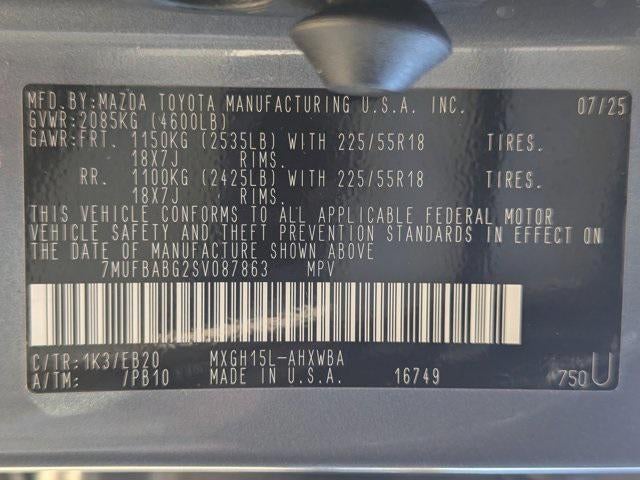 MFD.BY:MAZDA TOYOTA MANUFACTURING U.S.A. INC. 07/25
GVWR:2085KG (4600LB)
GAWR:FRT. 1150KG (2535LB) WITH 225/55R18 TIRES.
18X7J RIMS.
RR. 1100KG (2425LB) WITH 225/55R18 TIRES.
18X7J RIMS.
THIS VEHICLE CONFORMS TO ALL APPLICABLE FEDERAL MOTOR
VEHICLE SAFETY AND THEFT PREVENTION STANDARDS IN EFFECT ON
THE DATE OF MANUFACTURE SHOWN ABOVE
7MUFBABG2SV087863 MPV
C/TR:1K3/EB20 MXGH15L-AHXWBA
A/TM: /PB10 MADE IN U.S.A. 16749 750U